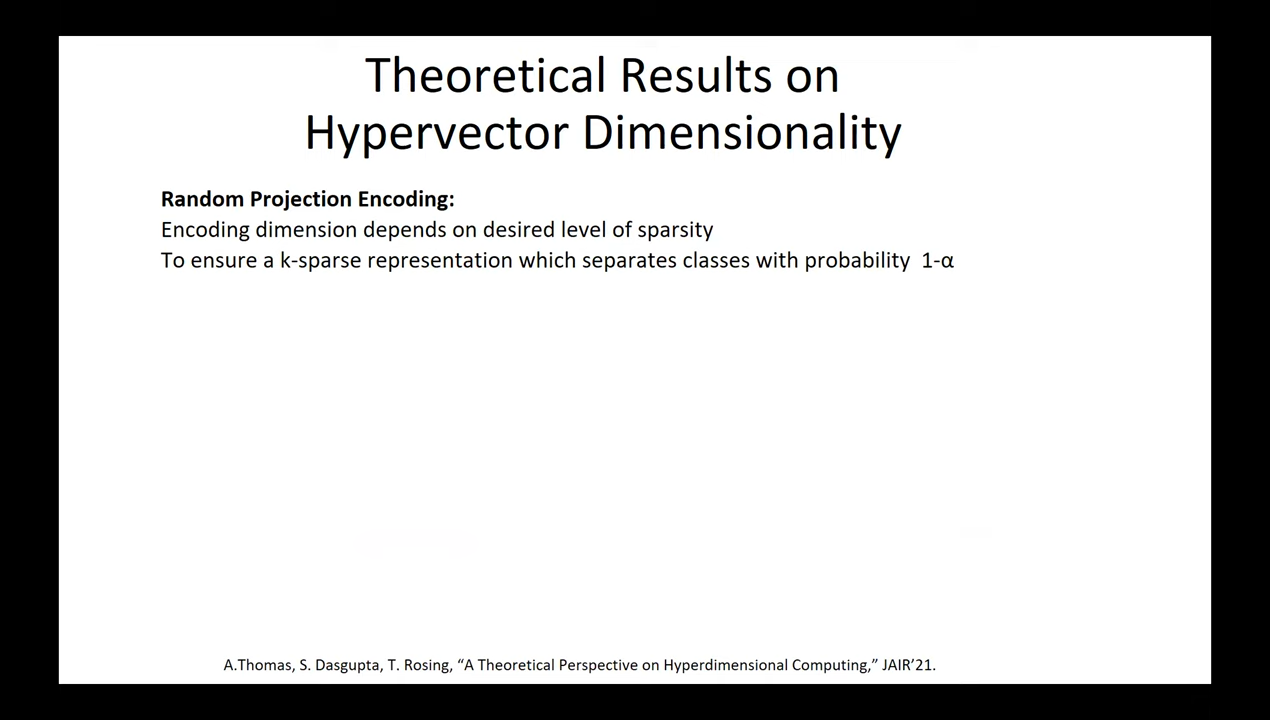 Theoretical Results on
Hypervector Dimensionality
Random Projection Encoding:
Encoding dimension depends on desired level of sparsity
To ensure a k-sparse representation which separates classes with probability  1-α
A.Thomas, S. Dasgupta, T. Rosing, “A Theoretical Perspective on Hyperdimensional Computing,” JAIR’21.